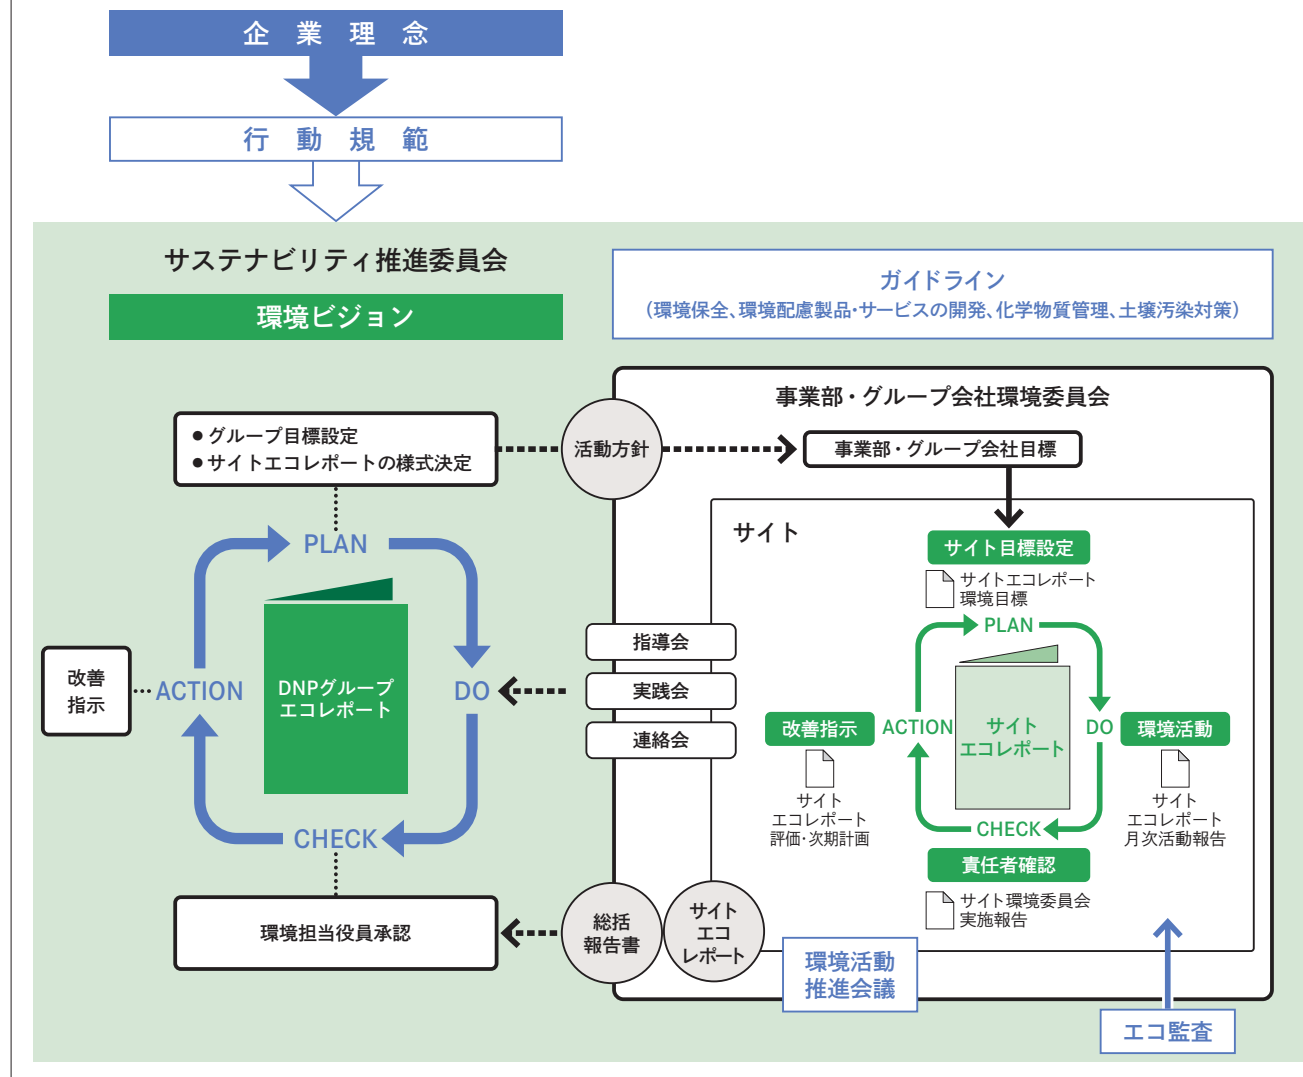 企業理念
行動規範
サステナビリティ推進委員会
環境ビジョン
ガイドライン
（環境保全、環境配慮製品・サービスの開発、化学物質管理、土壌汚染対策）
● グループ目標設定
● サイトエコレポートの様式決定
PLAN
DO
CHECK
ACTION
DNPグループ
エコレポート
改善
指示
環境担当役員承認
活動方針
指導会
実践会
連絡会
総括
報告書
サイト
エコ
レポート
事業部・グループ会社環境委員会
事業部・グループ会社目標
サイト
サイト目標設定
サイトエコレポート
環境目標
PLAN
DO
CHECK
ACTION
サイト
エコレポート
環境活動
サイト
エコレポート
月次活動報告
責任者確認
サイト環境委員会
実施報告
改善指示
サイト
エコレポート
評価・次期計画
環境活動
推進会議
エコ監査